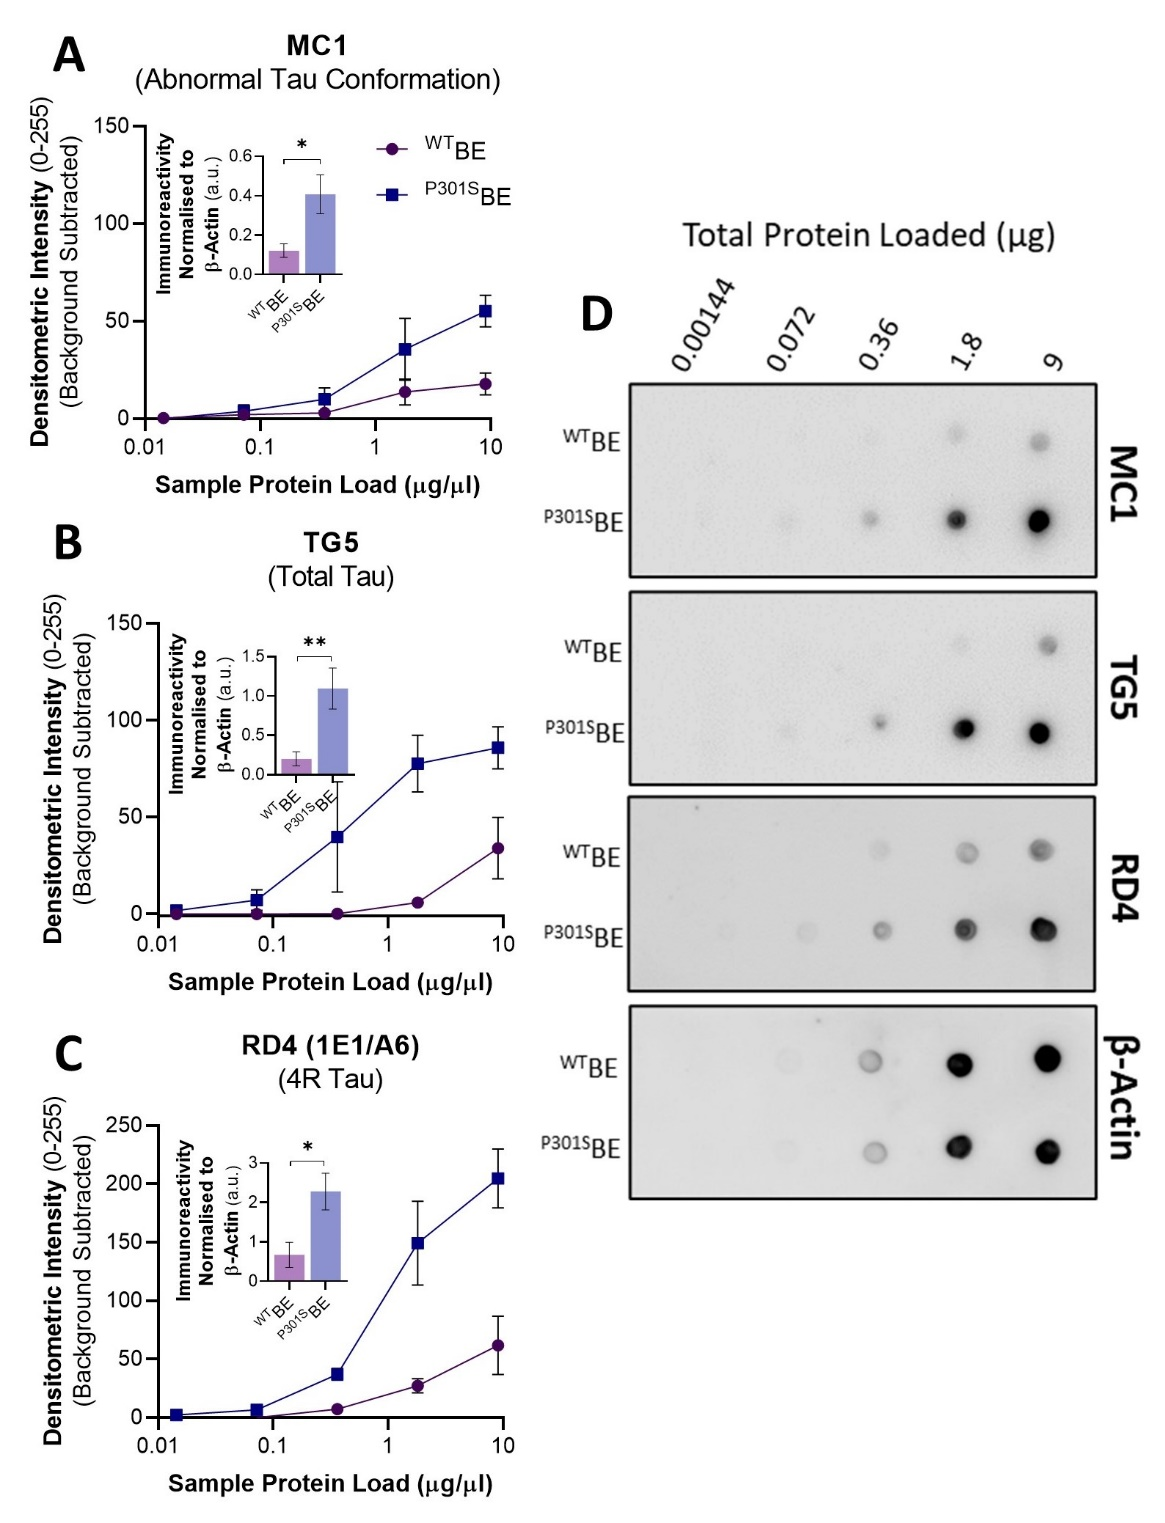 A
MC1
(Abnormal Tau Conformation)
Densitometric Intensity (0-255)
(Background Subtracted)
150
100
50
0
0.01
0.1
1
10
Sample Protein Load (µg/µl)
Immunoreactivity
Normalised to
β-Actin (a.u.)
0.6
0.4
0.2
0.0
*
WTBE
P301SBE
WTBE
P301SBE
B
TG5
(Total Tau)
Densitometric Intensity (0-255)
(Background Subtracted)
150
100
50
0
0.01
0.1
1
10
Sample Protein Load (µg/µl)
Immunoreactivity
Normalised to
β-Actin (a.u.)
1.5
1.0
0.5
0.0
**
WTBE
P301SBE
C
RD4 (1E1/A6)
(4R Tau)
Densitometric Intensity (0-255)
(Background Subtracted)
250
200
150
100
50
0
0.01
0.1
1
10
Sample Protein Load (µg/µl)
Immunoreactivity
Normalised to
β-Actin (a.u.)
3
2
1
0
*
WTBE
P301SBE
D
Total Protein Loaded (µg)
0.00144
0.072
0.36
1.8
9
WTBE
P301SBE
MC1
WTBE
P301SBE
TG5
WTBE
P301SBE
RD4
WTBE
P301SBE
β-Actin